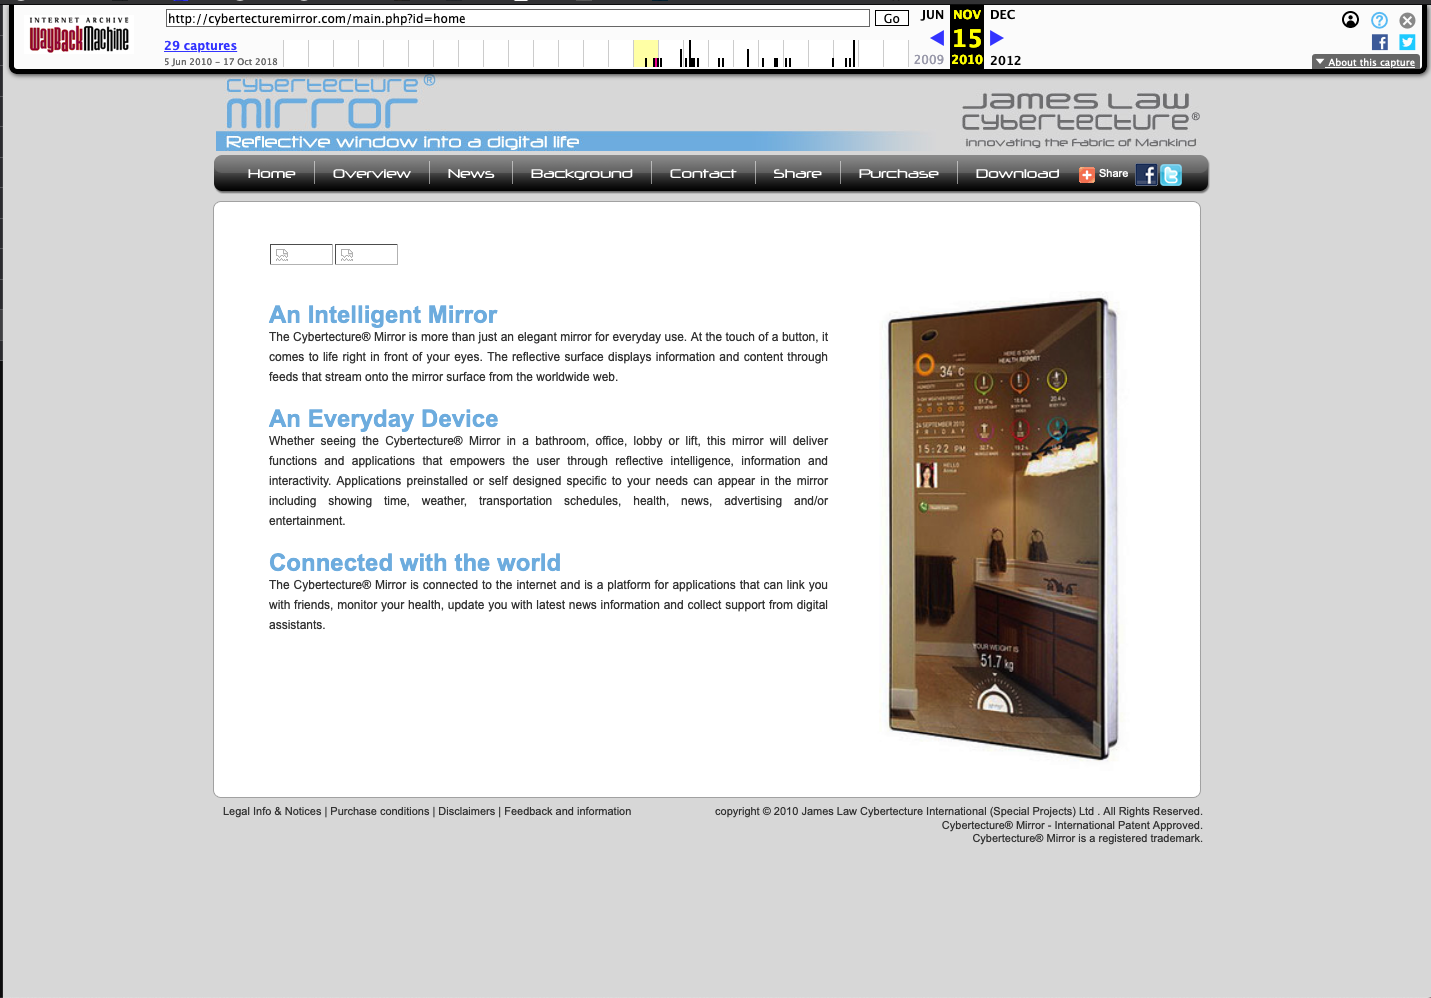 INTERNET ARCHIVE
WayBackMachine
http://cybertecturemirror.com/main.php?id=home
Go
JUN NOV DEC
29 captures
15
5 Jun 2010 – 17 Oct 2018
2009 2010 2012
About this capture
cybertecture®
mirror
Reflective window into a digital life
James Law
cybertecture®
innovating the Fabric of Mankind
Home Overview News Background Contact Share Purchase Download Share
An Intelligent Mirror
The Cybertecture® Mirror is more than just an elegant mirror for everyday use. At the touch of a button, it
comes to life right in front of your eyes. The reflective surface displays information and content through
feeds that stream onto the mirror surface from the worldwide web.
An Everyday Device
Whether seeing the Cybertecture® Mirror in a bathroom, office, lobby or lift, this mirror will deliver
functions and applications that empowers the user through reflective intelligence, information and
interactivity. Applications preinstalled or self designed specific to your needs can appear in the mirror
including showing time, weather, transportation schedules, health, news, advertising and/or
entertainment.
Connected with the world
The Cybertecture® Mirror is connected to the internet and is a platform for applications that can link you
with friends, monitor your health, update you with latest news information and collect support from digital
assistants.
HERE IS YOUR
HEALTH REPORT
34° C
HUMIDITY
24 SEPTEMBER 2010
FRIDAY
15:22 PM
HELLO
YOUR WEIGHT IS
51.7 kg
Legal Info & Notices | Purchase conditions | Disclaimers | Feedback and information
copyright © 2010 James Law Cybertecture International (Special Projects) Ltd . All Rights Reserved.
Cybertecture® Mirror - International Patent Approved.
Cybertecture® Mirror is a registered trademark.